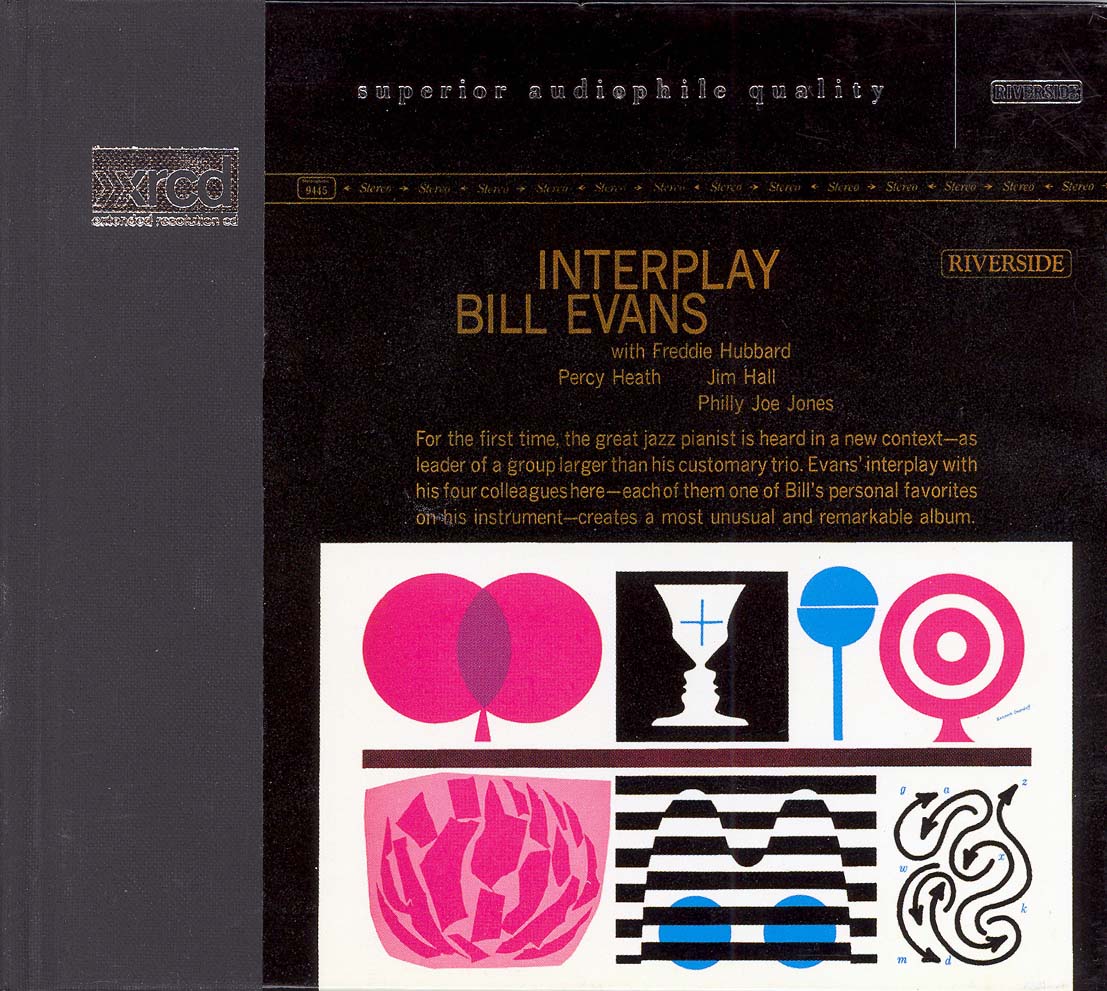 superior audiophile quality
RIVERSIDE
xrcd
extended resolution cd
9445 Stereo Stereo Stereo Stereo Stereo Stereo Stereo Stereo Stereo Stereo Stereo Stereo Stereo
INTERPLAY
RIVERSIDE
BILL EVANS
with Freddie Hubbard
Percy Heath Jim Hall
Philly Joe Jones
For the first time, the great jazz pianist is heard in a new context—as
leader of a group larger than his customary trio. Evans' interplay with
his four colleagues here—each of them one of Bill's personal favorites
on his instrument—creates a most unusual and remarkable album.
g a z
x
w
k
m d